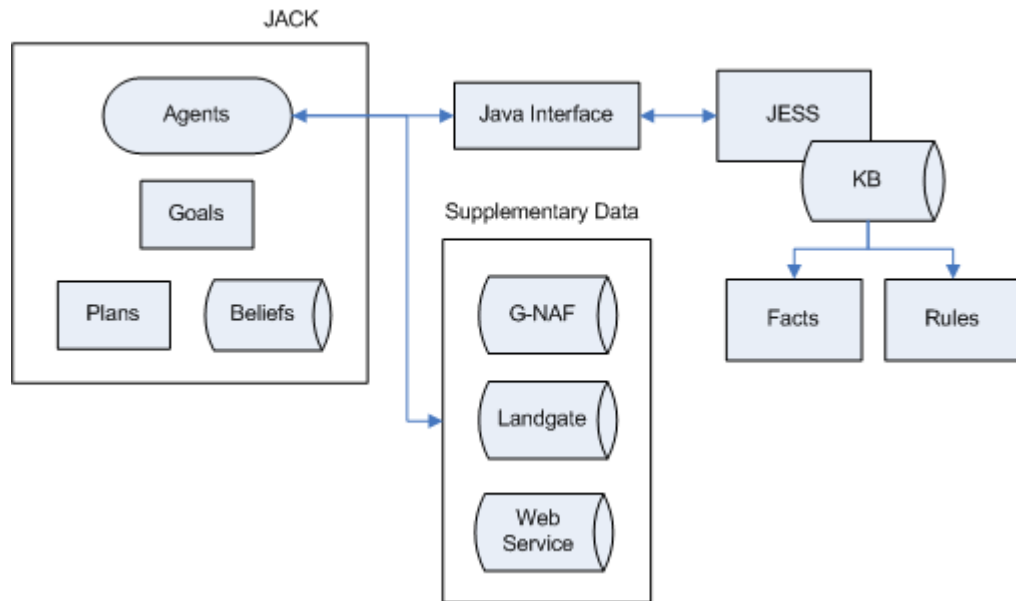 JACK
Agents
Java Interface
JESS
KB
Goals
Supplementary Data
Plans
Beliefs
G-NAF
Facts
Rules
Landgate
Web
Service